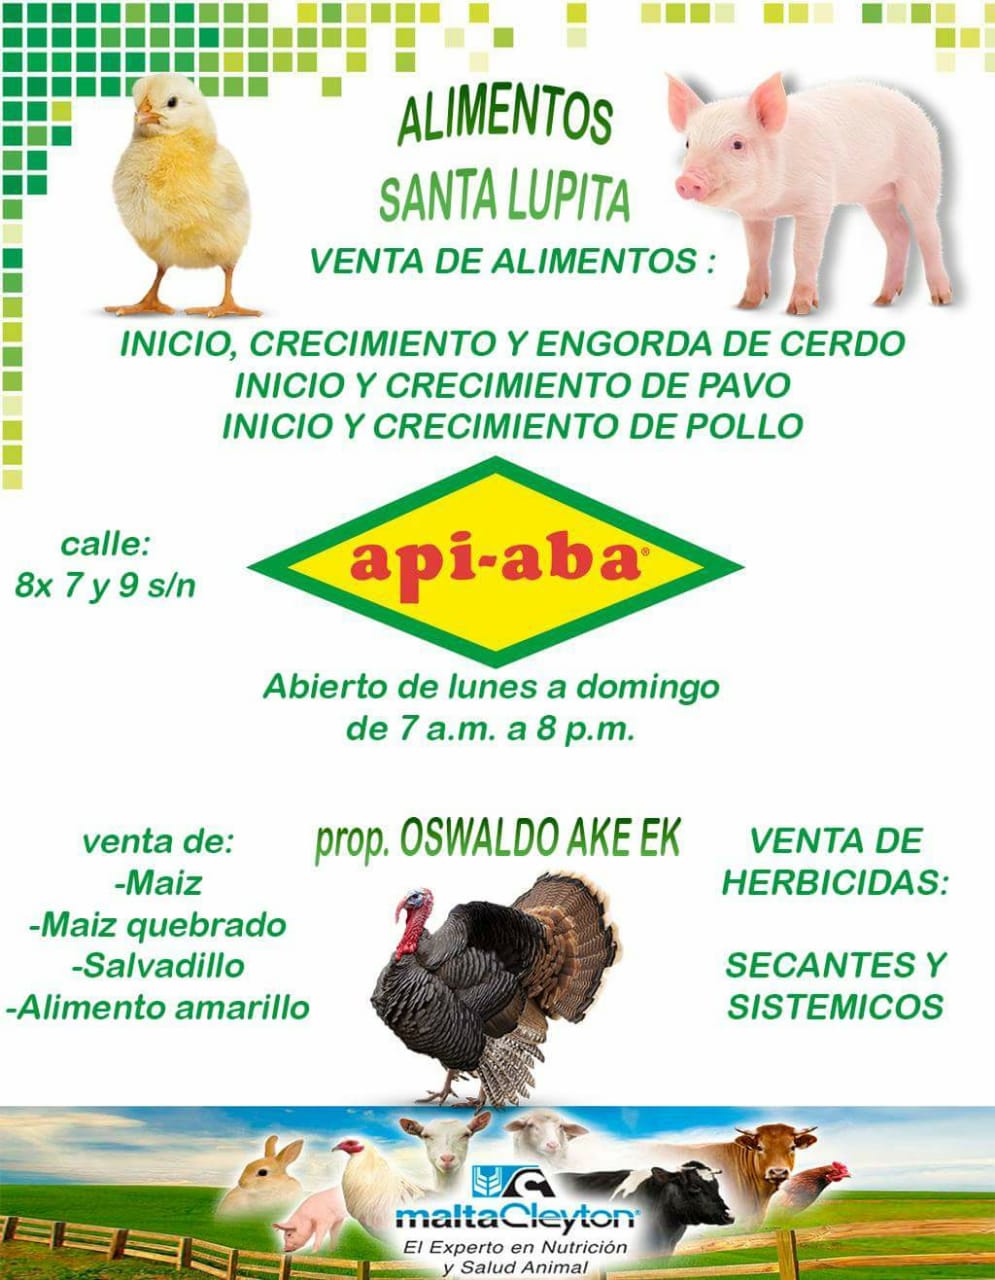 ALIMENTOS
SANTA LUPITA
VENTA DE ALIMENTOS :
INICIO, CRECIMIENTO Y ENGORDA DE CERDO
INICIO Y CRECIMIENTO DE PAVO
INICIO Y CRECIMIENTO DE POLLO
calle:
8x 7 y 9 s/n
api-aba®
Abierto de lunes a domingo
de 7 a.m. a 8 p.m.
venta de:
-Maiz
-Maiz quebrado
-Salvadillo
-Alimento amarillo
prop. OSWALDO AKE EK
VENTA DE
HERBICIDAS:
SECANTES Y
SISTEMICOS
maltaCleyton®
El Experto en Nutrición
y Salud Animal